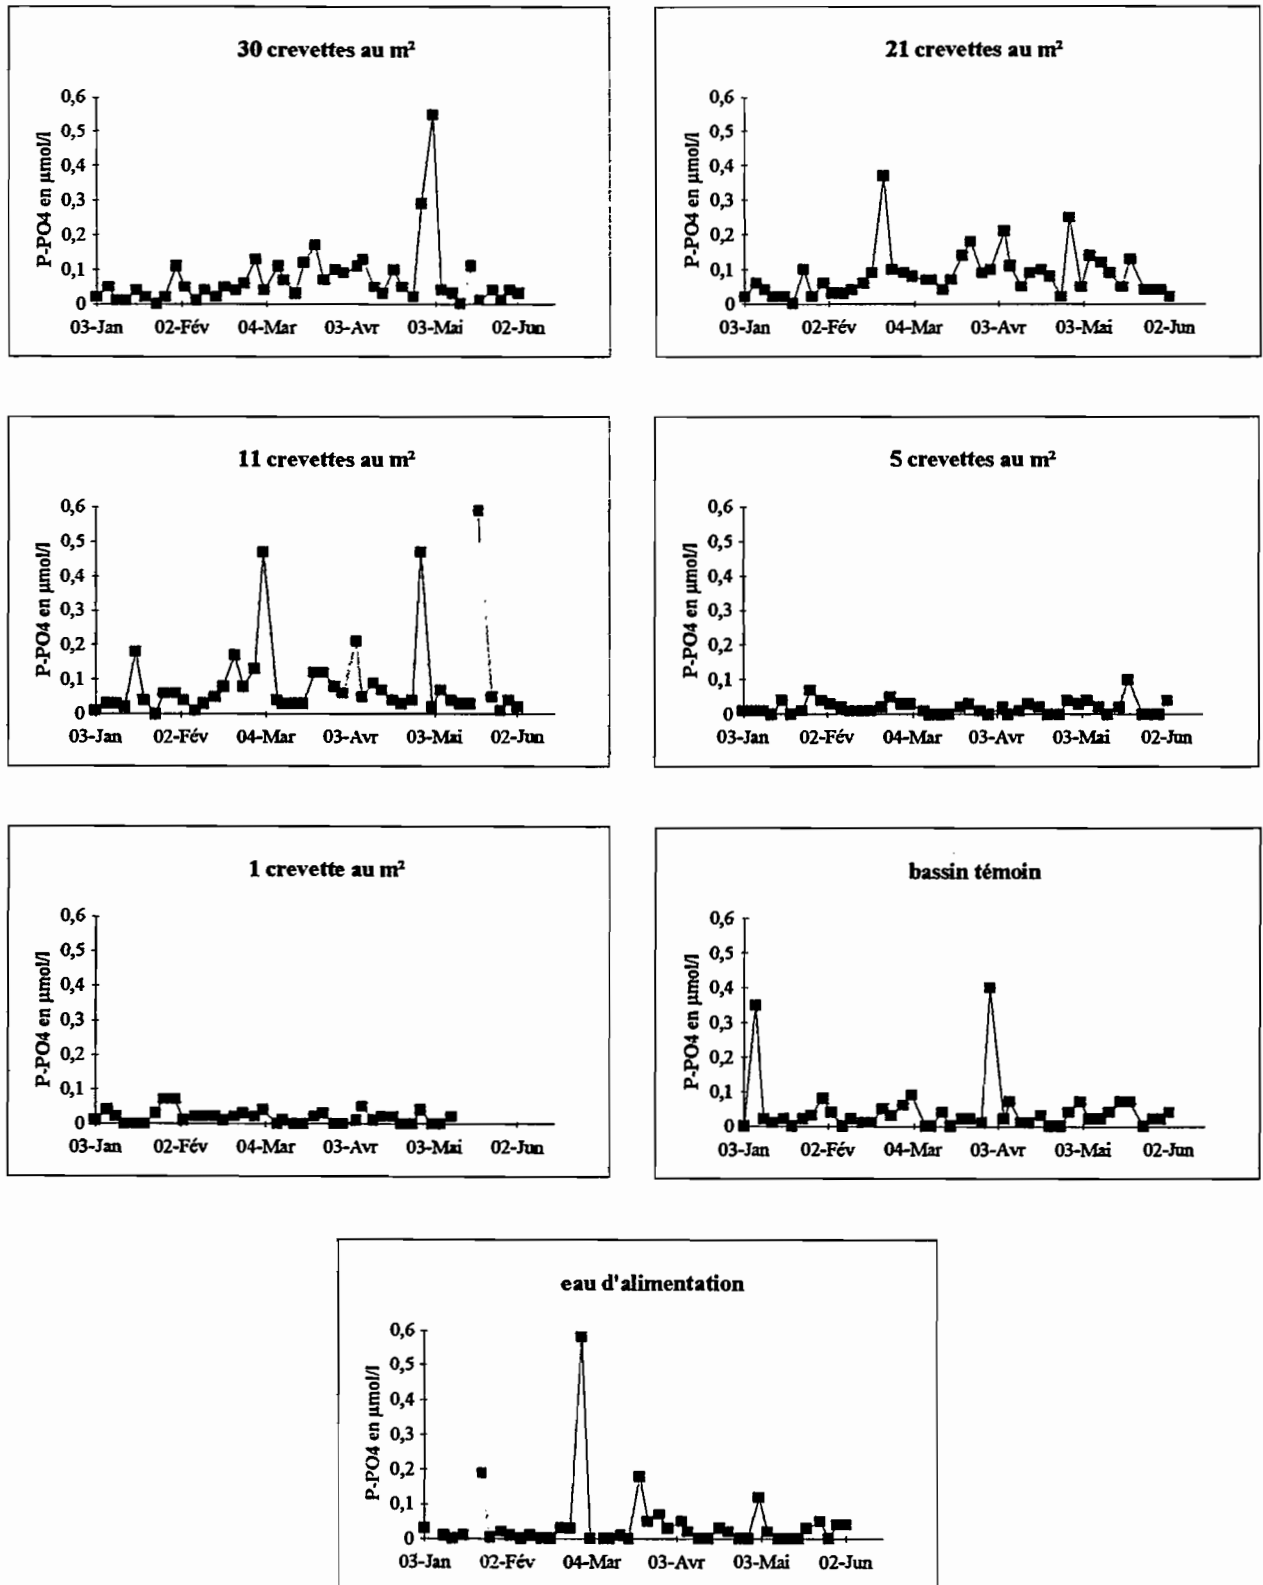 30 crevettes au m²
P-PO4 en µmol/l
0,6
0,5
0,4
0,3
0,2
0,1
0
03-Jan 02-Fév 04-Mar 03-Avr 03-Mai 02-Jun
21 crevettes au m²
P-PO4 en µmol/l
0,6
0,5
0,4
0,3
0,2
0,1
0
03-Jan 02-Fév 04-Mar 03-Avr 03-Mai 02-Jun
11 crevettes au m²
P-PO4 en µmol/l
0,6
0,5
0,4
0,3
0,2
0,1
0
03-Jan 02-Fév 04-Mar 03-Avr 03-Mai 02-Jun
5 crevettes au m²
P-PO4 en µmol/l
0,6
0,5
0,4
0,3
0,2
0,1
0
03-Jan 02-Fév 04-Mar 03-Avr 03-Mai 02-Jun
1 crevette au m²
P-PO4 en µmol/l
0,6
0,5
0,4
0,3
0,2
0,1
0
03-Jan 02-Fév 04-Mar 03-Avr 03-Mai 02-Jun
bassin témoin
P-PO4 en µmol/l
0,6
0,5
0,4
0,3
0,2
0,1
0
03-Jan 02-Fév 04-Mar 03-Avr 03-Mai 02-Jun
eau d'alimentation
P-PO4 en µmol/l
0,6
0,5
0,4
0,3
0,2
0,1
0
03-Jan 02-Fév 04-Mar 03-Avr 03-Mai 02-Jun